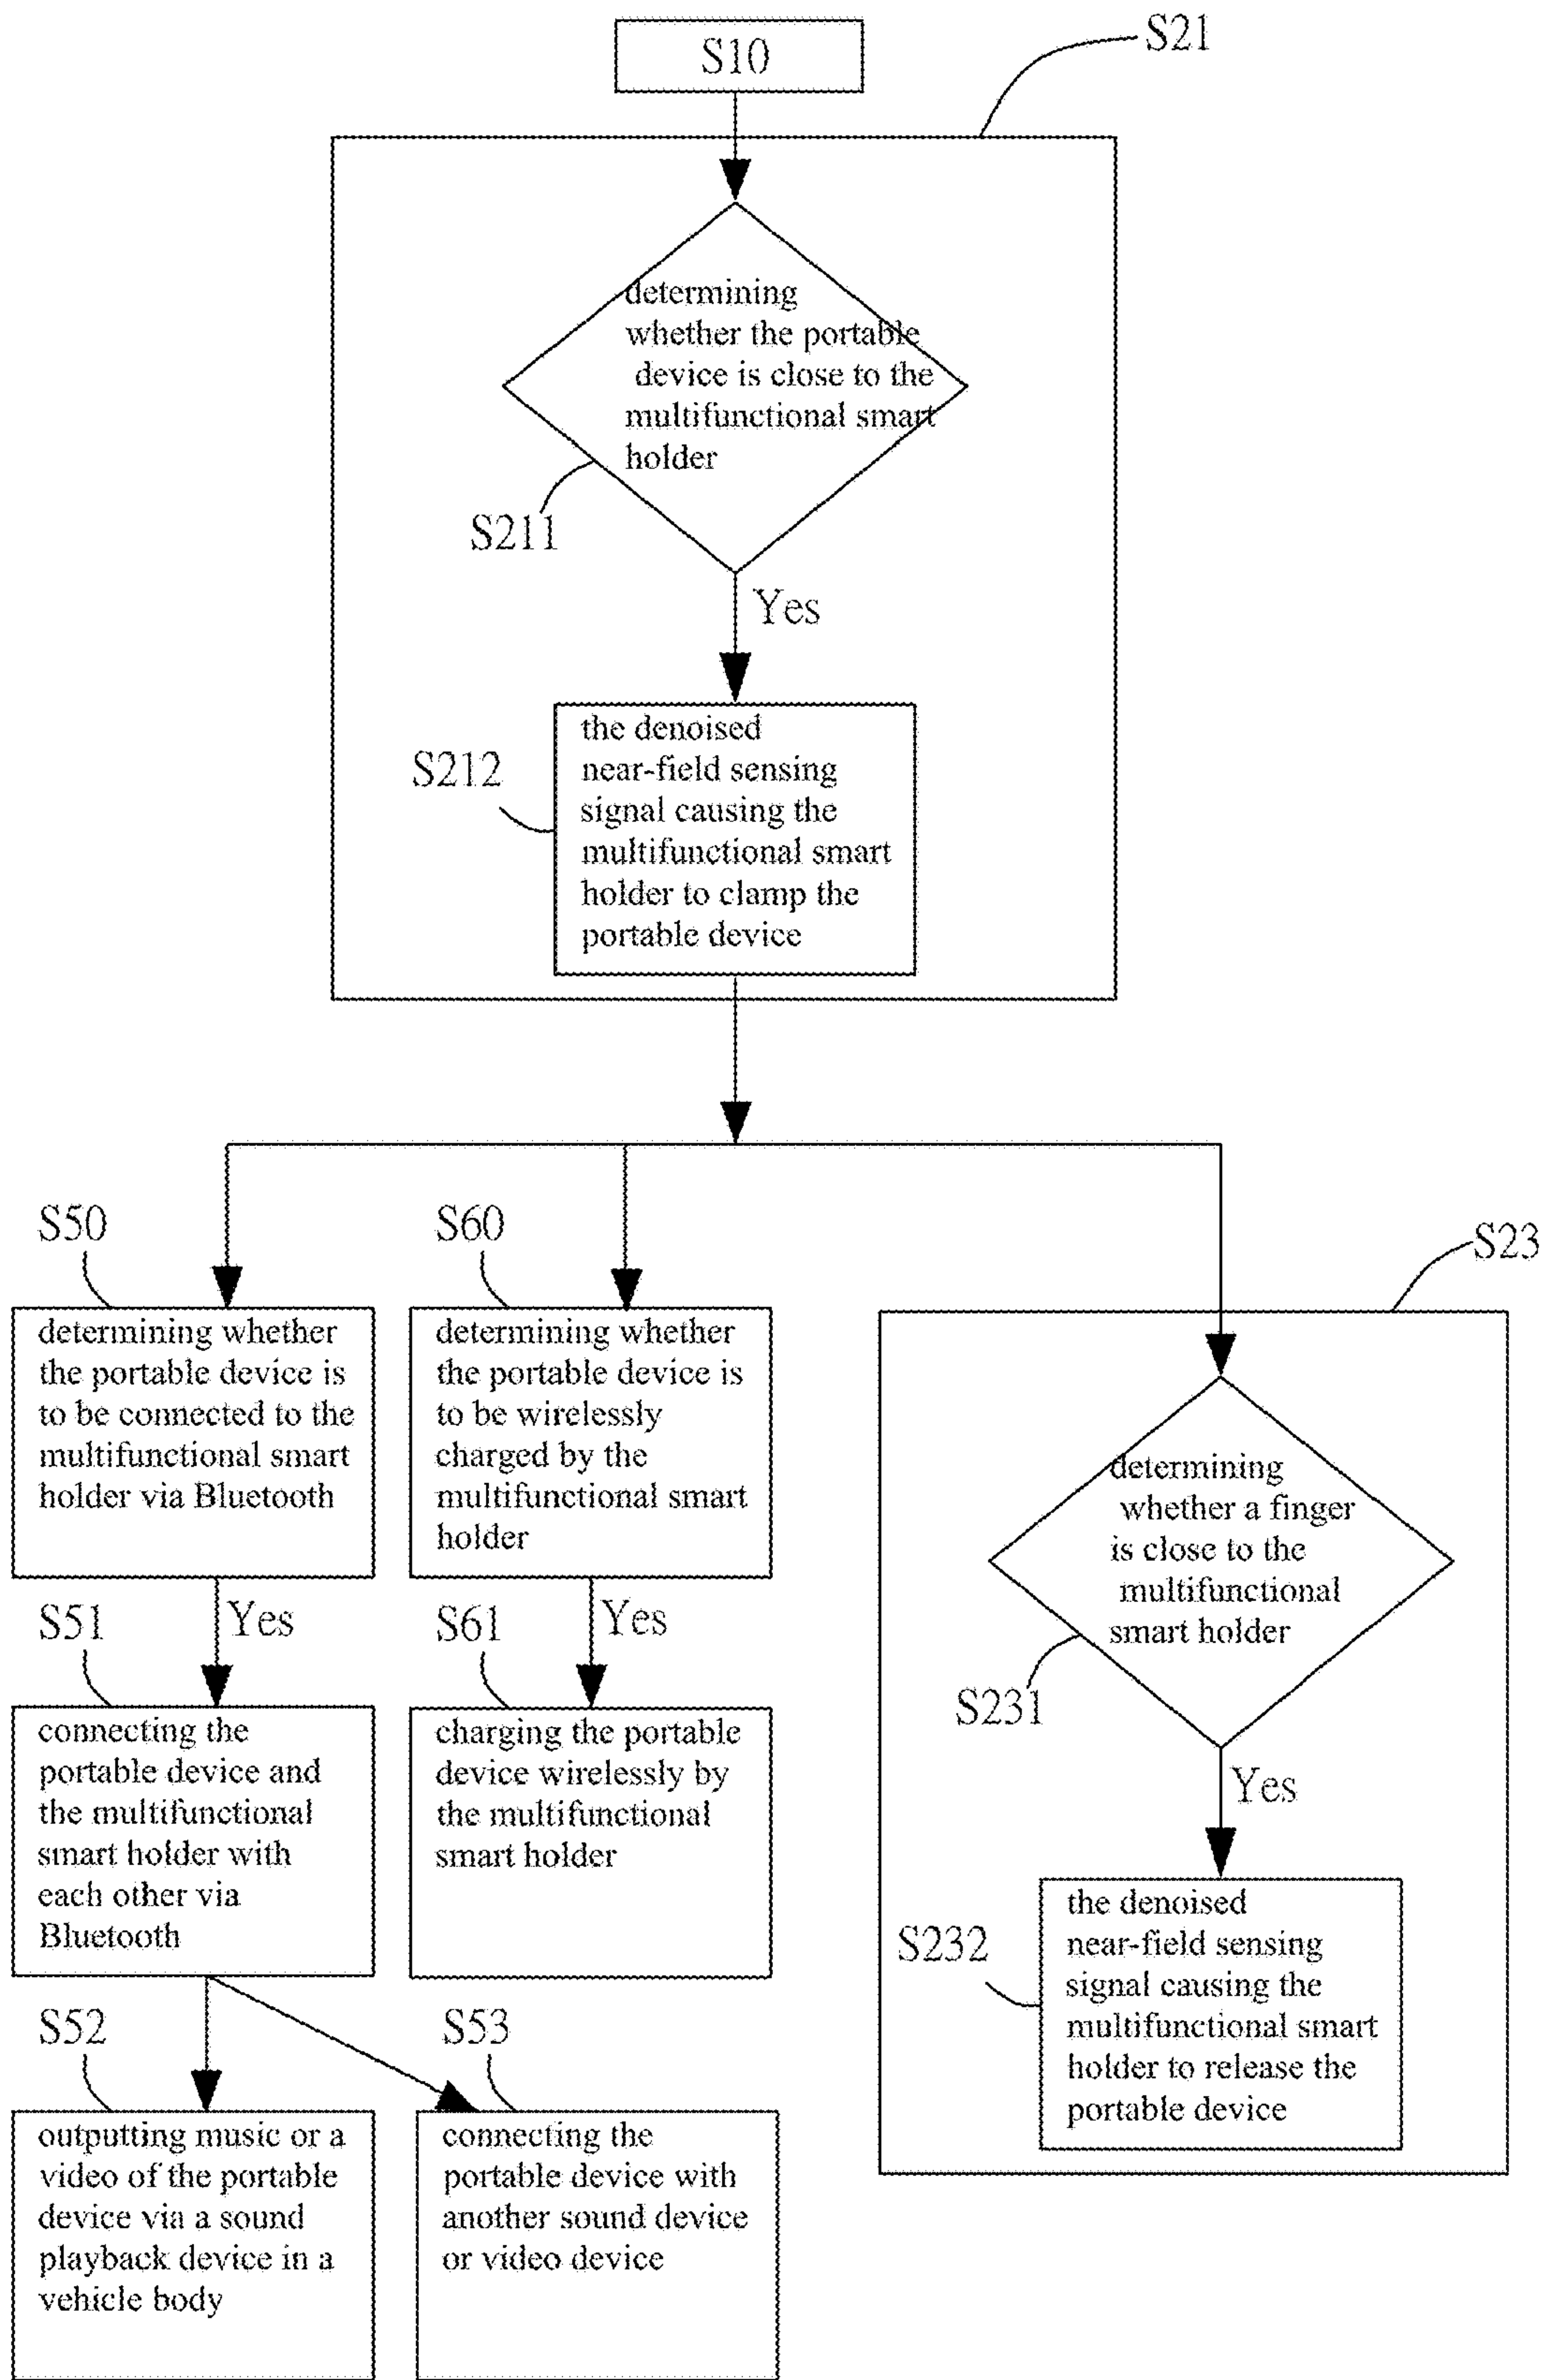 S10
S21
determining
whether the portable
device is close to the
multifunctional smart
holder
S211
Yes
S212
the denoised
near-field sensing
signal causing the
multifunctional smart
holder to clamp the
portable device
S50
determining whether
the portable device is
to be connected to the
multifunctional smart
holder via Bluetooth
S60
determining whether
the portable device is
to be wirelessly
charged by the
multifunctional smart
holder
S23
determining
whether a finger
is close to the
multifunctional
smart holder
S231
Yes
S51
Yes
connecting the
portable device and
the multifunctional
smart holder with
each other via
Bluetooth
S61
Yes
charging the portable
device wirelessly by
the multifunctional
smart holder
S232
the denoised
near-field sensing
signal causing the
multifunctional smart
holder to release the
portable device
S52
outputting music or a
video of the portable
device via a sound
playback device in a
vehicle body
S53
connecting the
portable device with
another sound device
or video device